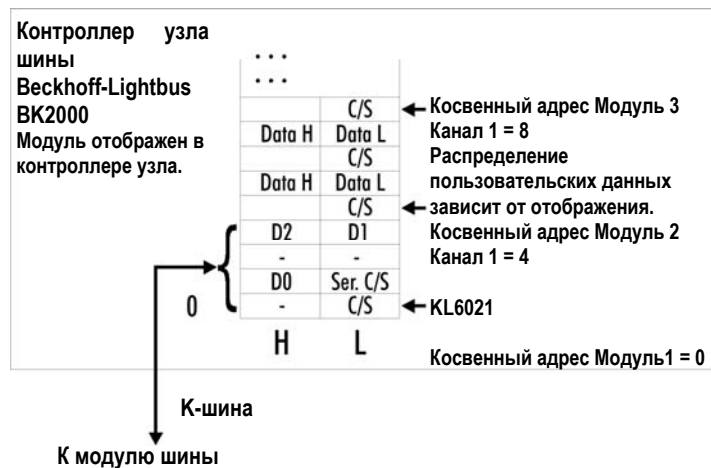 Контроллер узла
шины
Beckhoff-Lightbus
BK2000
Модуль отображен в
контроллере узла.
...
...
C/S
Data H Data L
C/S
Data H Data L
C/S
D2 D1
- -
D0 Ser. C/S
0 - C/S
H L
Косвенный адрес Модуль 3
Канал 1 = 8
Распределение
пользовательских данных
зависит от отображения.
Косвенный адрес Модуль 2
Канал 1 = 4
KL6021
Косвенный адрес Модуль1 = 0
K-шина
К модулю шины